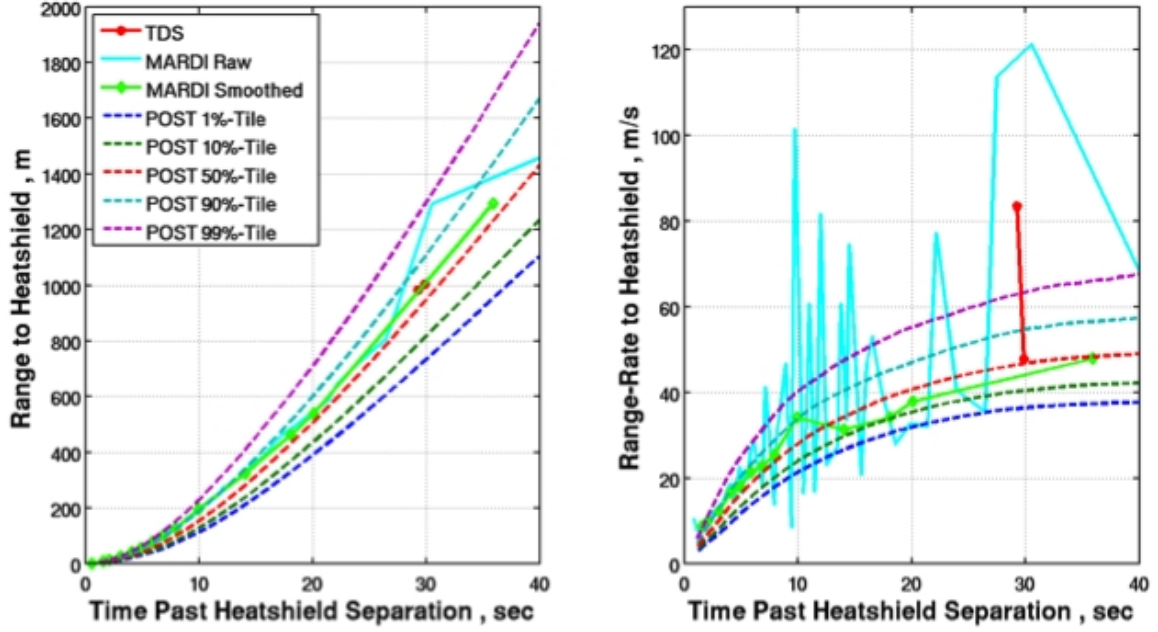 2000
1800
1600
1400
1200
1000
800
600
400
200
0
Range to Heatshield , m
TDS
MARDI Raw
MARDI Smoothed
POST 1%-Tile
POST 10%-Tile
POST 50%-Tile
POST 90%-Tile
POST 99%-Tile
0 10 20 30 40
Time Past Heatshield Separation , sec
120
100
80
60
40
20
0
Range-Rate to Heatshield , m/s
0 10 20 30 40
Time Past Heatshield Separation , sec